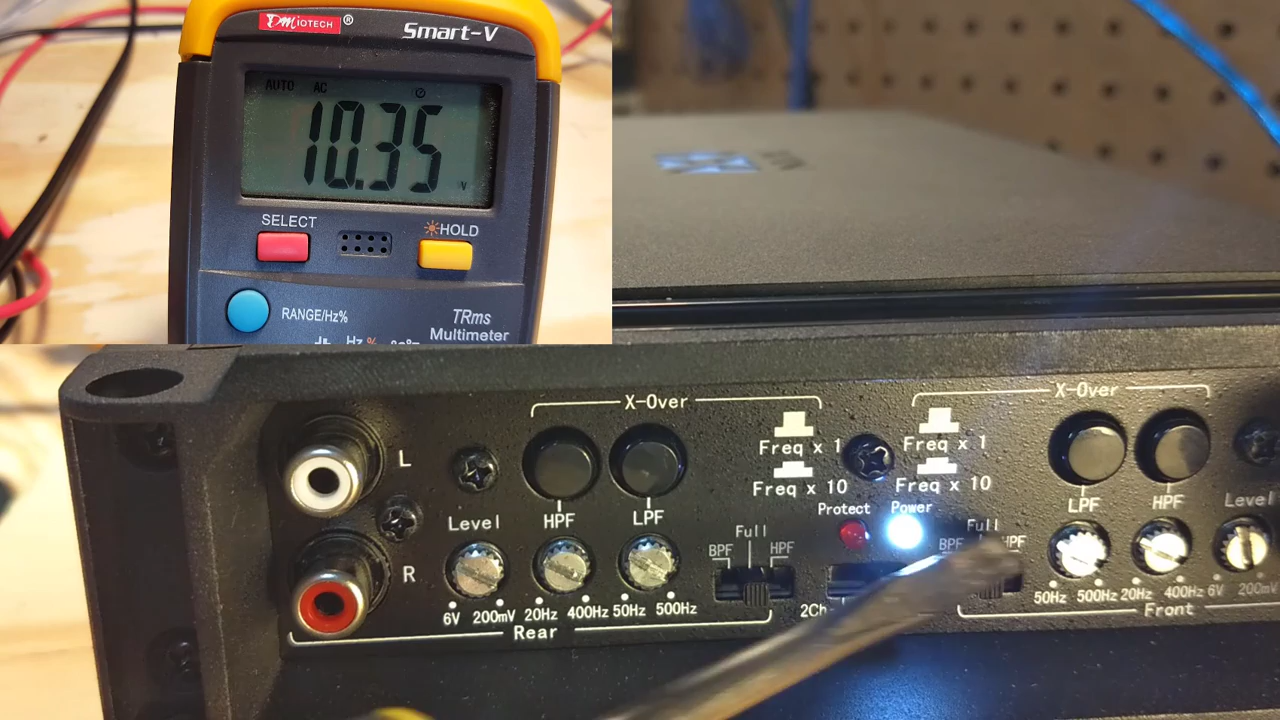 DMiOTECH®
Smart-V
AUTO AC
10.35
V
SELECT
HOLD
RANGE/Hz%
TRms
Multimeter
Hz %
X-Over
X-Over
Freq x 1
Freq x 1
Freq x 10
Freq x 10
L
HPF
LPF
Protect
Power
LPF
HPF
Level
Level
Full
Full
BPF
HPF
BPF
HPF
R
6V
200mV
20Hz
400Hz
50Hz
500Hz
2Ch
50Hz
500Hz
20Hz
400Hz
6V
200mV
Rear
Front